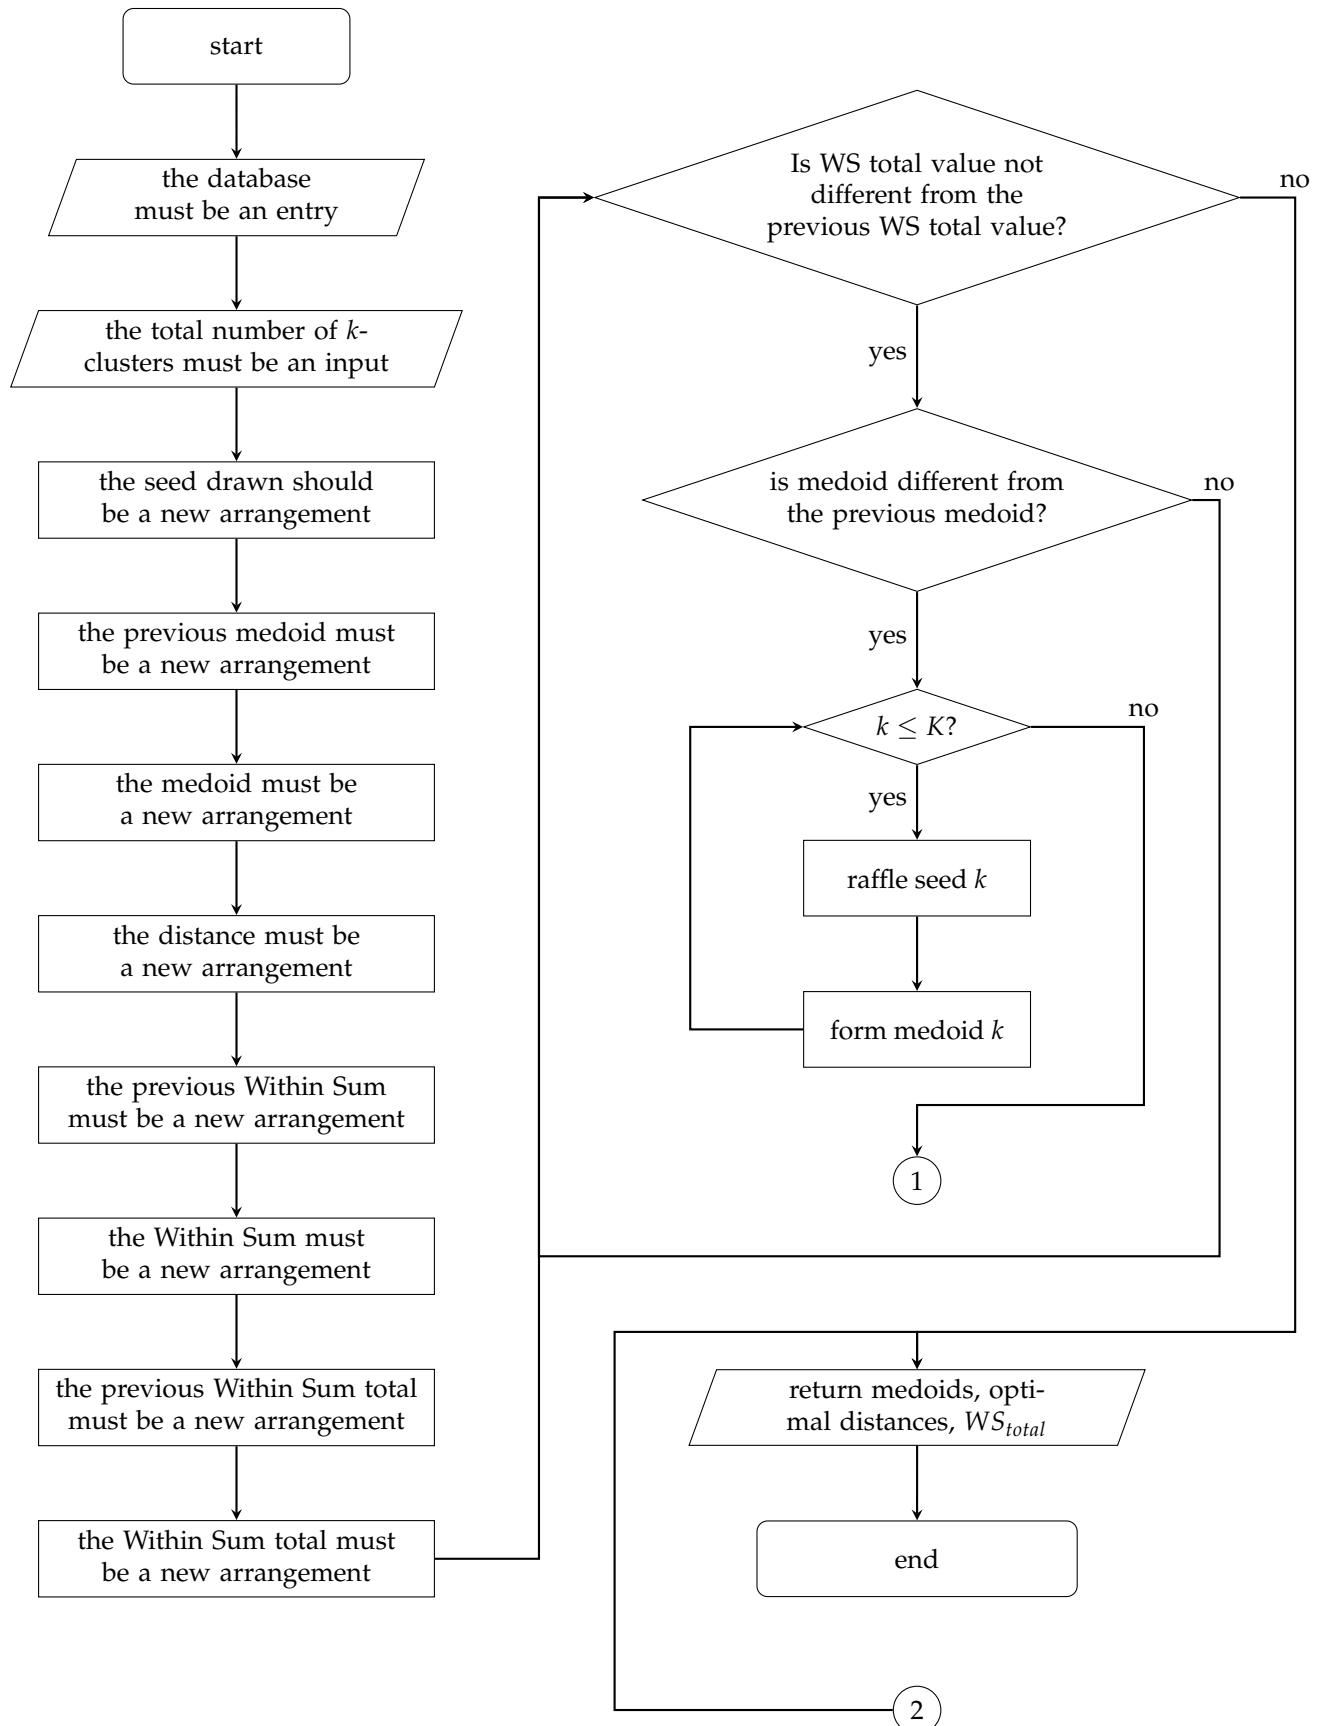 start
the database
must be an entry
the total number of k-
clusters must be an input
the seed drawn should
be a new arrangement
the previous medoid must
be a new arrangement
the medoid must be
a new arrangement
the distance must be
a new arrangement
the previous Within Sum
must be a new arrangement
the Within Sum must
be a new arrangement
the previous Within Sum total
must be a new arrangement
the Within Sum total must
be a new arrangement
Is WS total value not
different from the
previous WS total value?
no
yes
is medoid different from
the previous medoid?
no
yes
k ≤ K?
no
yes
raffle seed k
form medoid k
1
return medoids, opti-
mal distances, WS_total
end
2